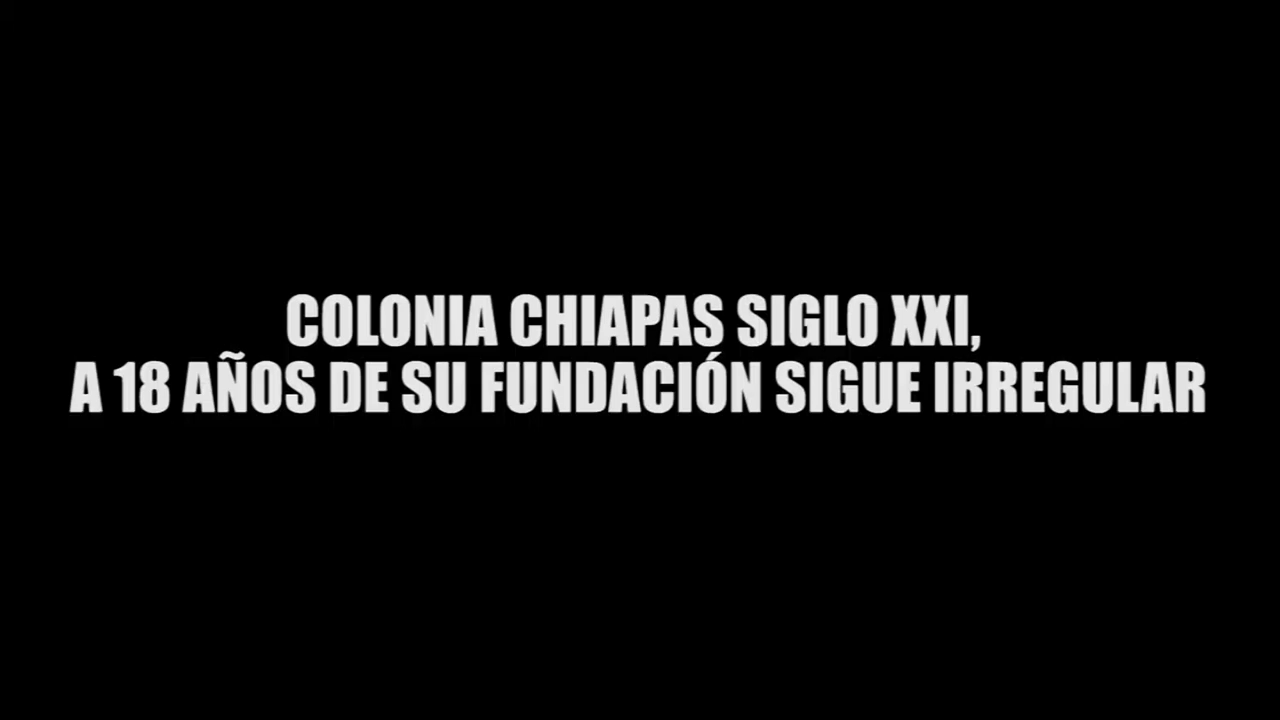 COLONIA CHIAPAS SIGLO XXI,
A 18 AÑOS DE SU FUNDACIÓN SIGUE IRREGULAR